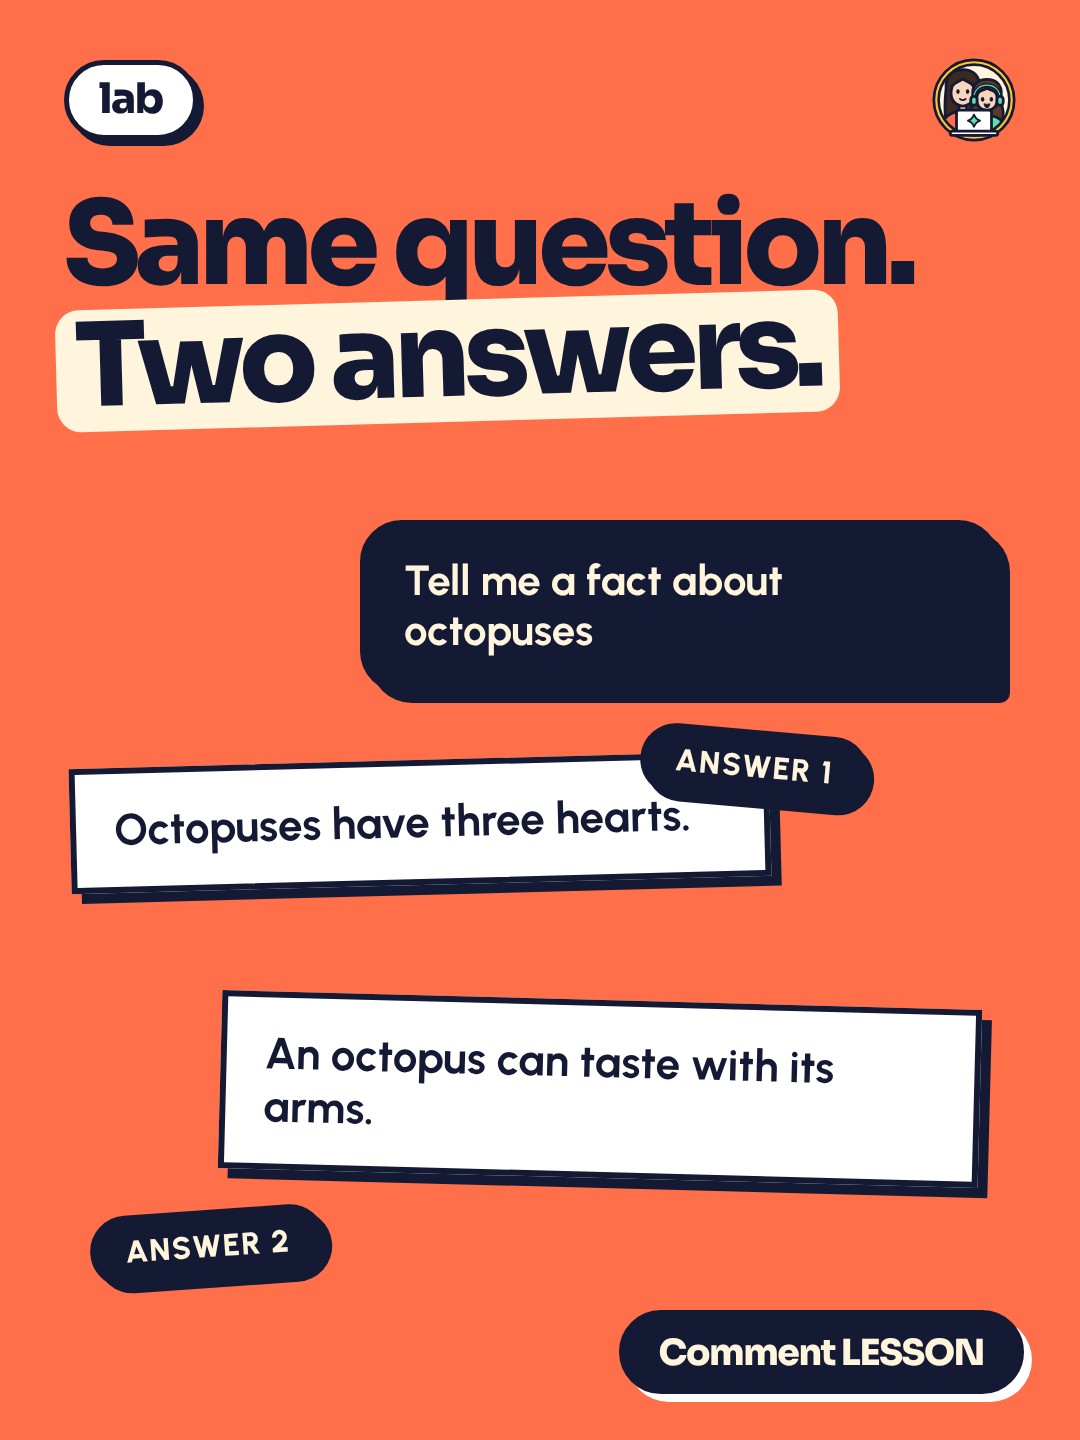 lab
Same question.
Two answers.
Tell me a fact about
octopuses
ANSWER 1
Octopuses have three hearts.
An octopus can taste with its
arms.
ANSWER 2
Comment LESSON